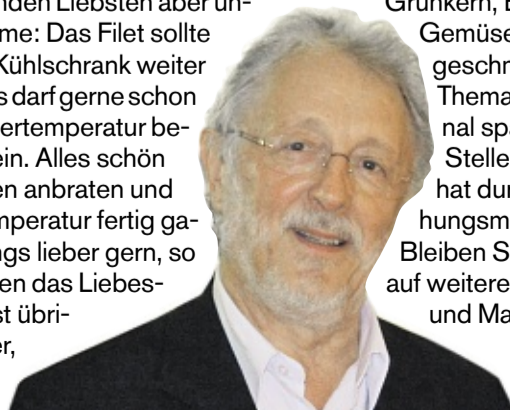 nden Liebsten aber un-
me: Das Filet sollte
Kühlschrank weiter
s darf gerne schon
ertemperatur be-
ein. Alles schön
en anbraten und
mperatur fertig ga-
ngs lieber gern, so
en das Liebes-
st übri-
er,
Grünkern,
Gemüse
geschm
Thema
nal spä
Stelle
hat dur
hungsm
Bleiben S
auf weitere
und Ma